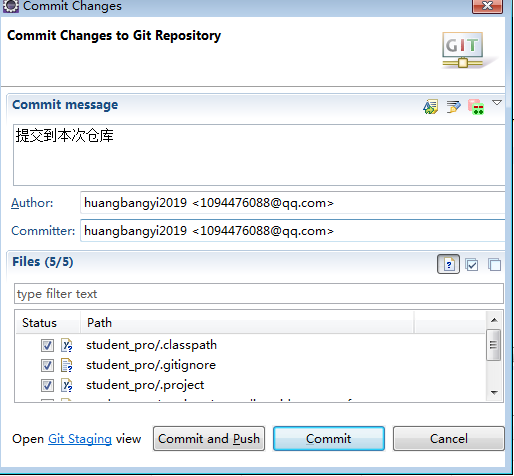 Commit Changes
Commit Changes to Git Repository
GIT
Commit message
提交到本次仓库
Author: huangbangyi2019 <1094476088@qq.com>
Committer: huangbangyi2019 <1094476088@qq.com>
Files (5/5)
type filter text
Status Path
student_pro/.classpath
student_pro/.gitignore
student_pro/.project
Open Git Staging view Commit and Push Commit Cancel